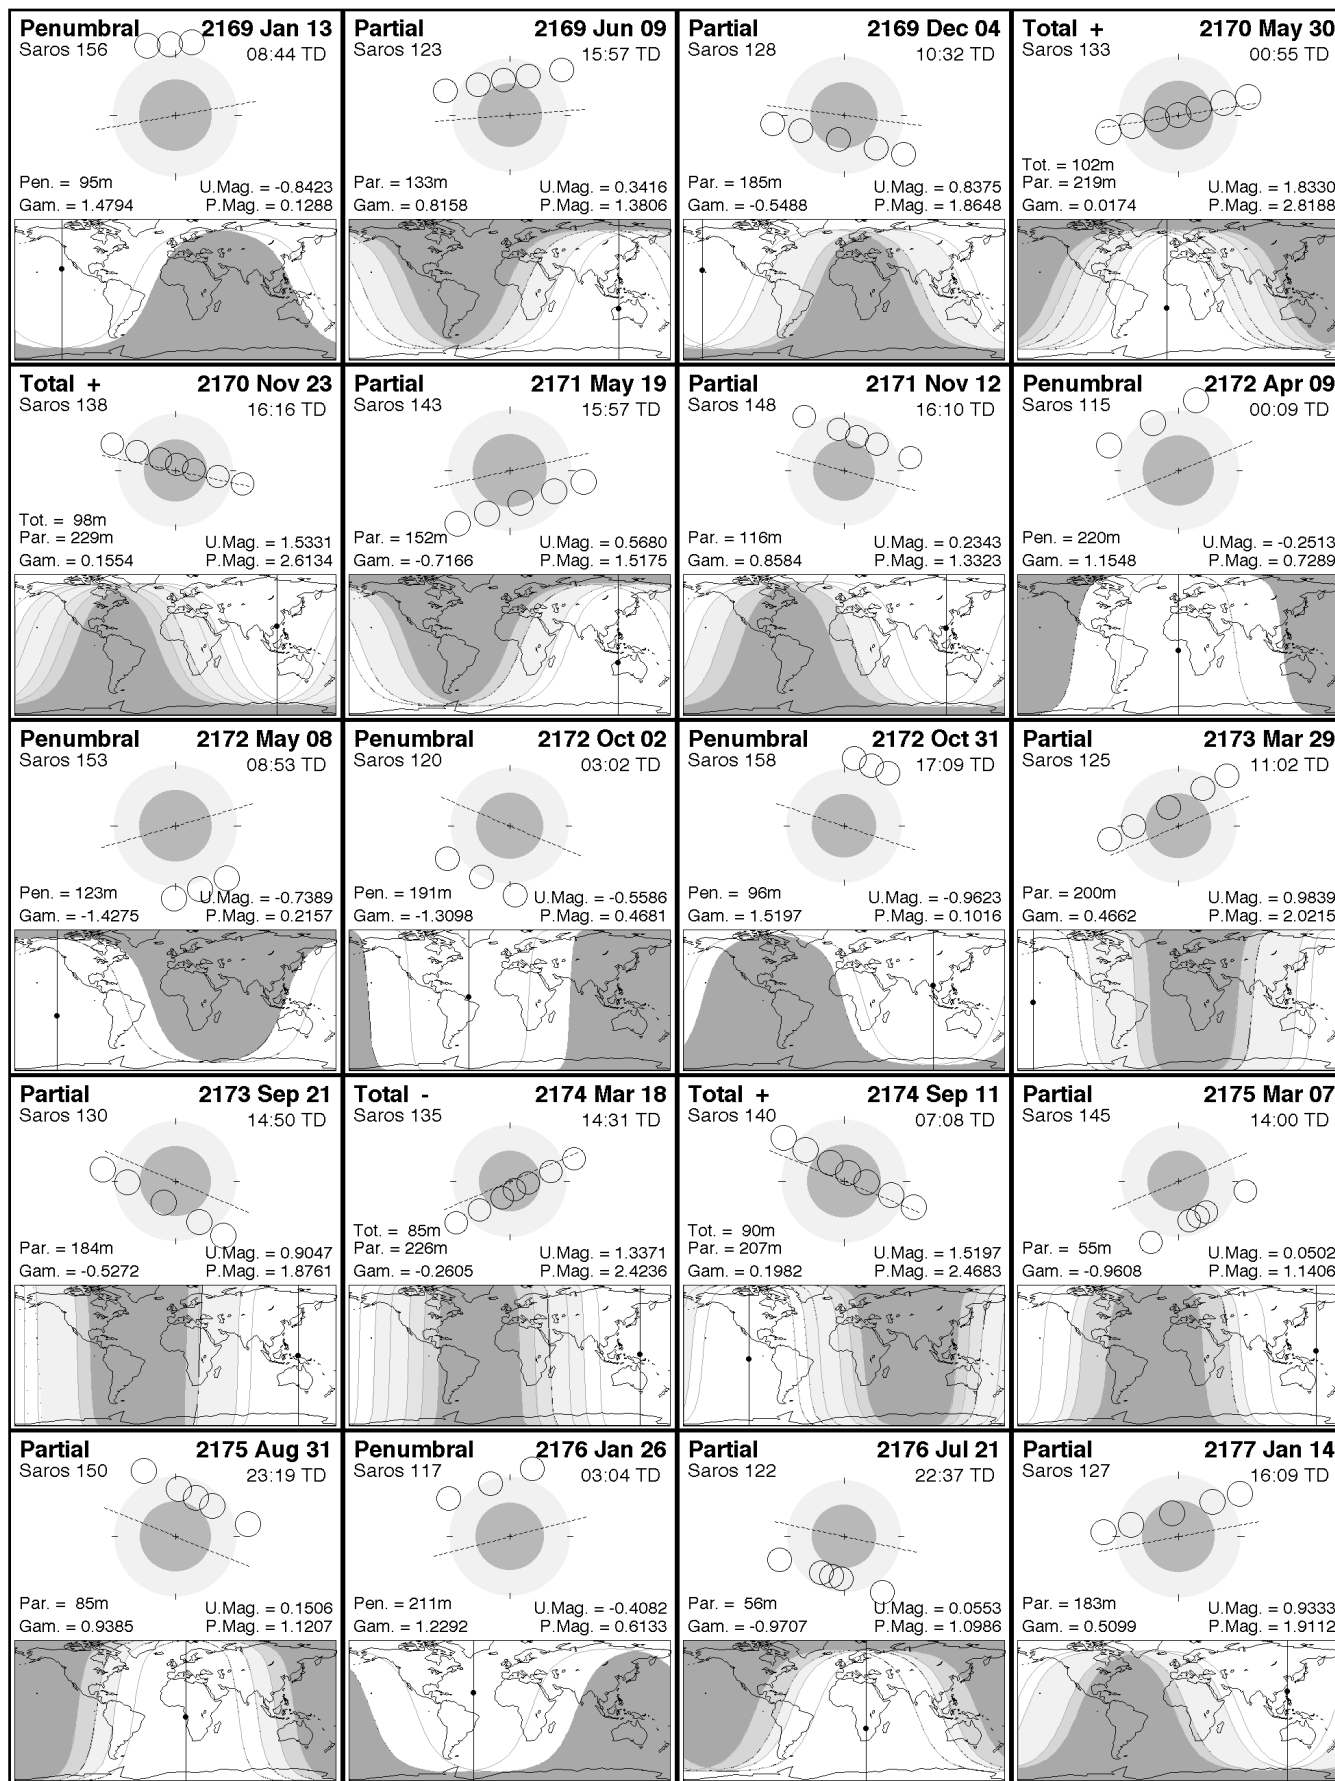 Penumbral 2169 Jan 13
Saros 156 08:44 TD
Pen. = 95m U.Mag. = -0.8423
Gam. = 1.4794 P.Mag. = 0.1288
Partial 2169 Jun 09
Saros 123 15:57 TD
Par. = 133m U.Mag. = 0.3416
Gam. = 0.8158 P.Mag. = 1.3806
Partial 2169 Dec 04
Saros 128 10:32 TD
Par. = 185m U.Mag. = 0.8375
Gam. = -0.5488 P.Mag. = 1.8648
Total + 2170 May 30
Saros 133 00:55 TD
Tot. = 102m
Par. = 219m U.Mag. = 1.8330
Gam. = 0.0174 P.Mag. = 2.8188
Total + 2170 Nov 23
Saros 138 16:16 TD
Tot. = 98m
Par. = 229m U.Mag. = 1.5331
Gam. = 0.1554 P.Mag. = 2.6134
Partial 2171 May 19
Saros 143 15:57 TD
Par. = 152m U.Mag. = 0.5680
Gam. = -0.7166 P.Mag. = 1.5175
Partial 2171 Nov 12
Saros 148 16:10 TD
Par. = 116m U.Mag. = 0.2343
Gam. = 0.8584 P.Mag. = 1.3323
Penumbral 2172 Apr 09
Saros 115 00:09 TD
Pen. = 220m U.Mag. = -0.2513
Gam. = 1.1548 P.Mag. = 0.7289
Penumbral 2172 May 08
Saros 153 08:53 TD
Pen. = 123m U.Mag. = -0.7389
Gam. = -1.4275 P.Mag. = 0.2157
Penumbral 2172 Oct 02
Saros 120 03:02 TD
Pen. = 191m U.Mag. = -0.5586
Gam. = -1.3098 P.Mag. = 0.4681
Penumbral 2172 Oct 31
Saros 158 17:09 TD
Pen. = 96m U.Mag. = -0.9623
Gam. = 1.5197 P.Mag. = 0.1016
Partial 2173 Mar 29
Saros 125 11:02 TD
Par. = 200m U.Mag. = 0.9839
Gam. = 0.4662 P.Mag. = 2.0215
Partial 2173 Sep 21
Saros 130 14:50 TD
Par. = 184m U.Mag. = 0.9047
Gam. = -0.5272 P.Mag. = 1.8761
Total - 2174 Mar 18
Saros 135 14:31 TD
Tot. = 85m
Par. = 226m U.Mag. = 1.3371
Gam. = -0.2605 P.Mag. = 2.4236
Total + 2174 Sep 11
Saros 140 07:08 TD
Tot. = 90m
Par. = 207m U.Mag. = 1.5197
Gam. = 0.1982 P.Mag. = 2.4683
Partial 2175 Mar 07
Saros 145 14:00 TD
Par. = 55m U.Mag. = 0.0502
Gam. = -0.9608 P.Mag. = 1.1406
Partial 2175 Aug 31
Saros 150 23:19 TD
Par. = 85m U.Mag. = 0.1506
Gam. = 0.9385 P.Mag. = 1.1207
Penumbral 2176 Jan 26
Saros 117 03:04 TD
Pen. = 211m U.Mag. = -0.4082
Gam. = 1.2292 P.Mag. = 0.6133
Partial 2176 Jul 21
Saros 122 22:37 TD
Par. = 56m U.Mag. = 0.0553
Gam. = -0.9707 P.Mag. = 1.0986
Partial 2177 Jan 14
Saros 127 16:09 TD
Par. = 183m U.Mag. = 0.9333
Gam. = 0.5099 P.Mag. = 1.9112